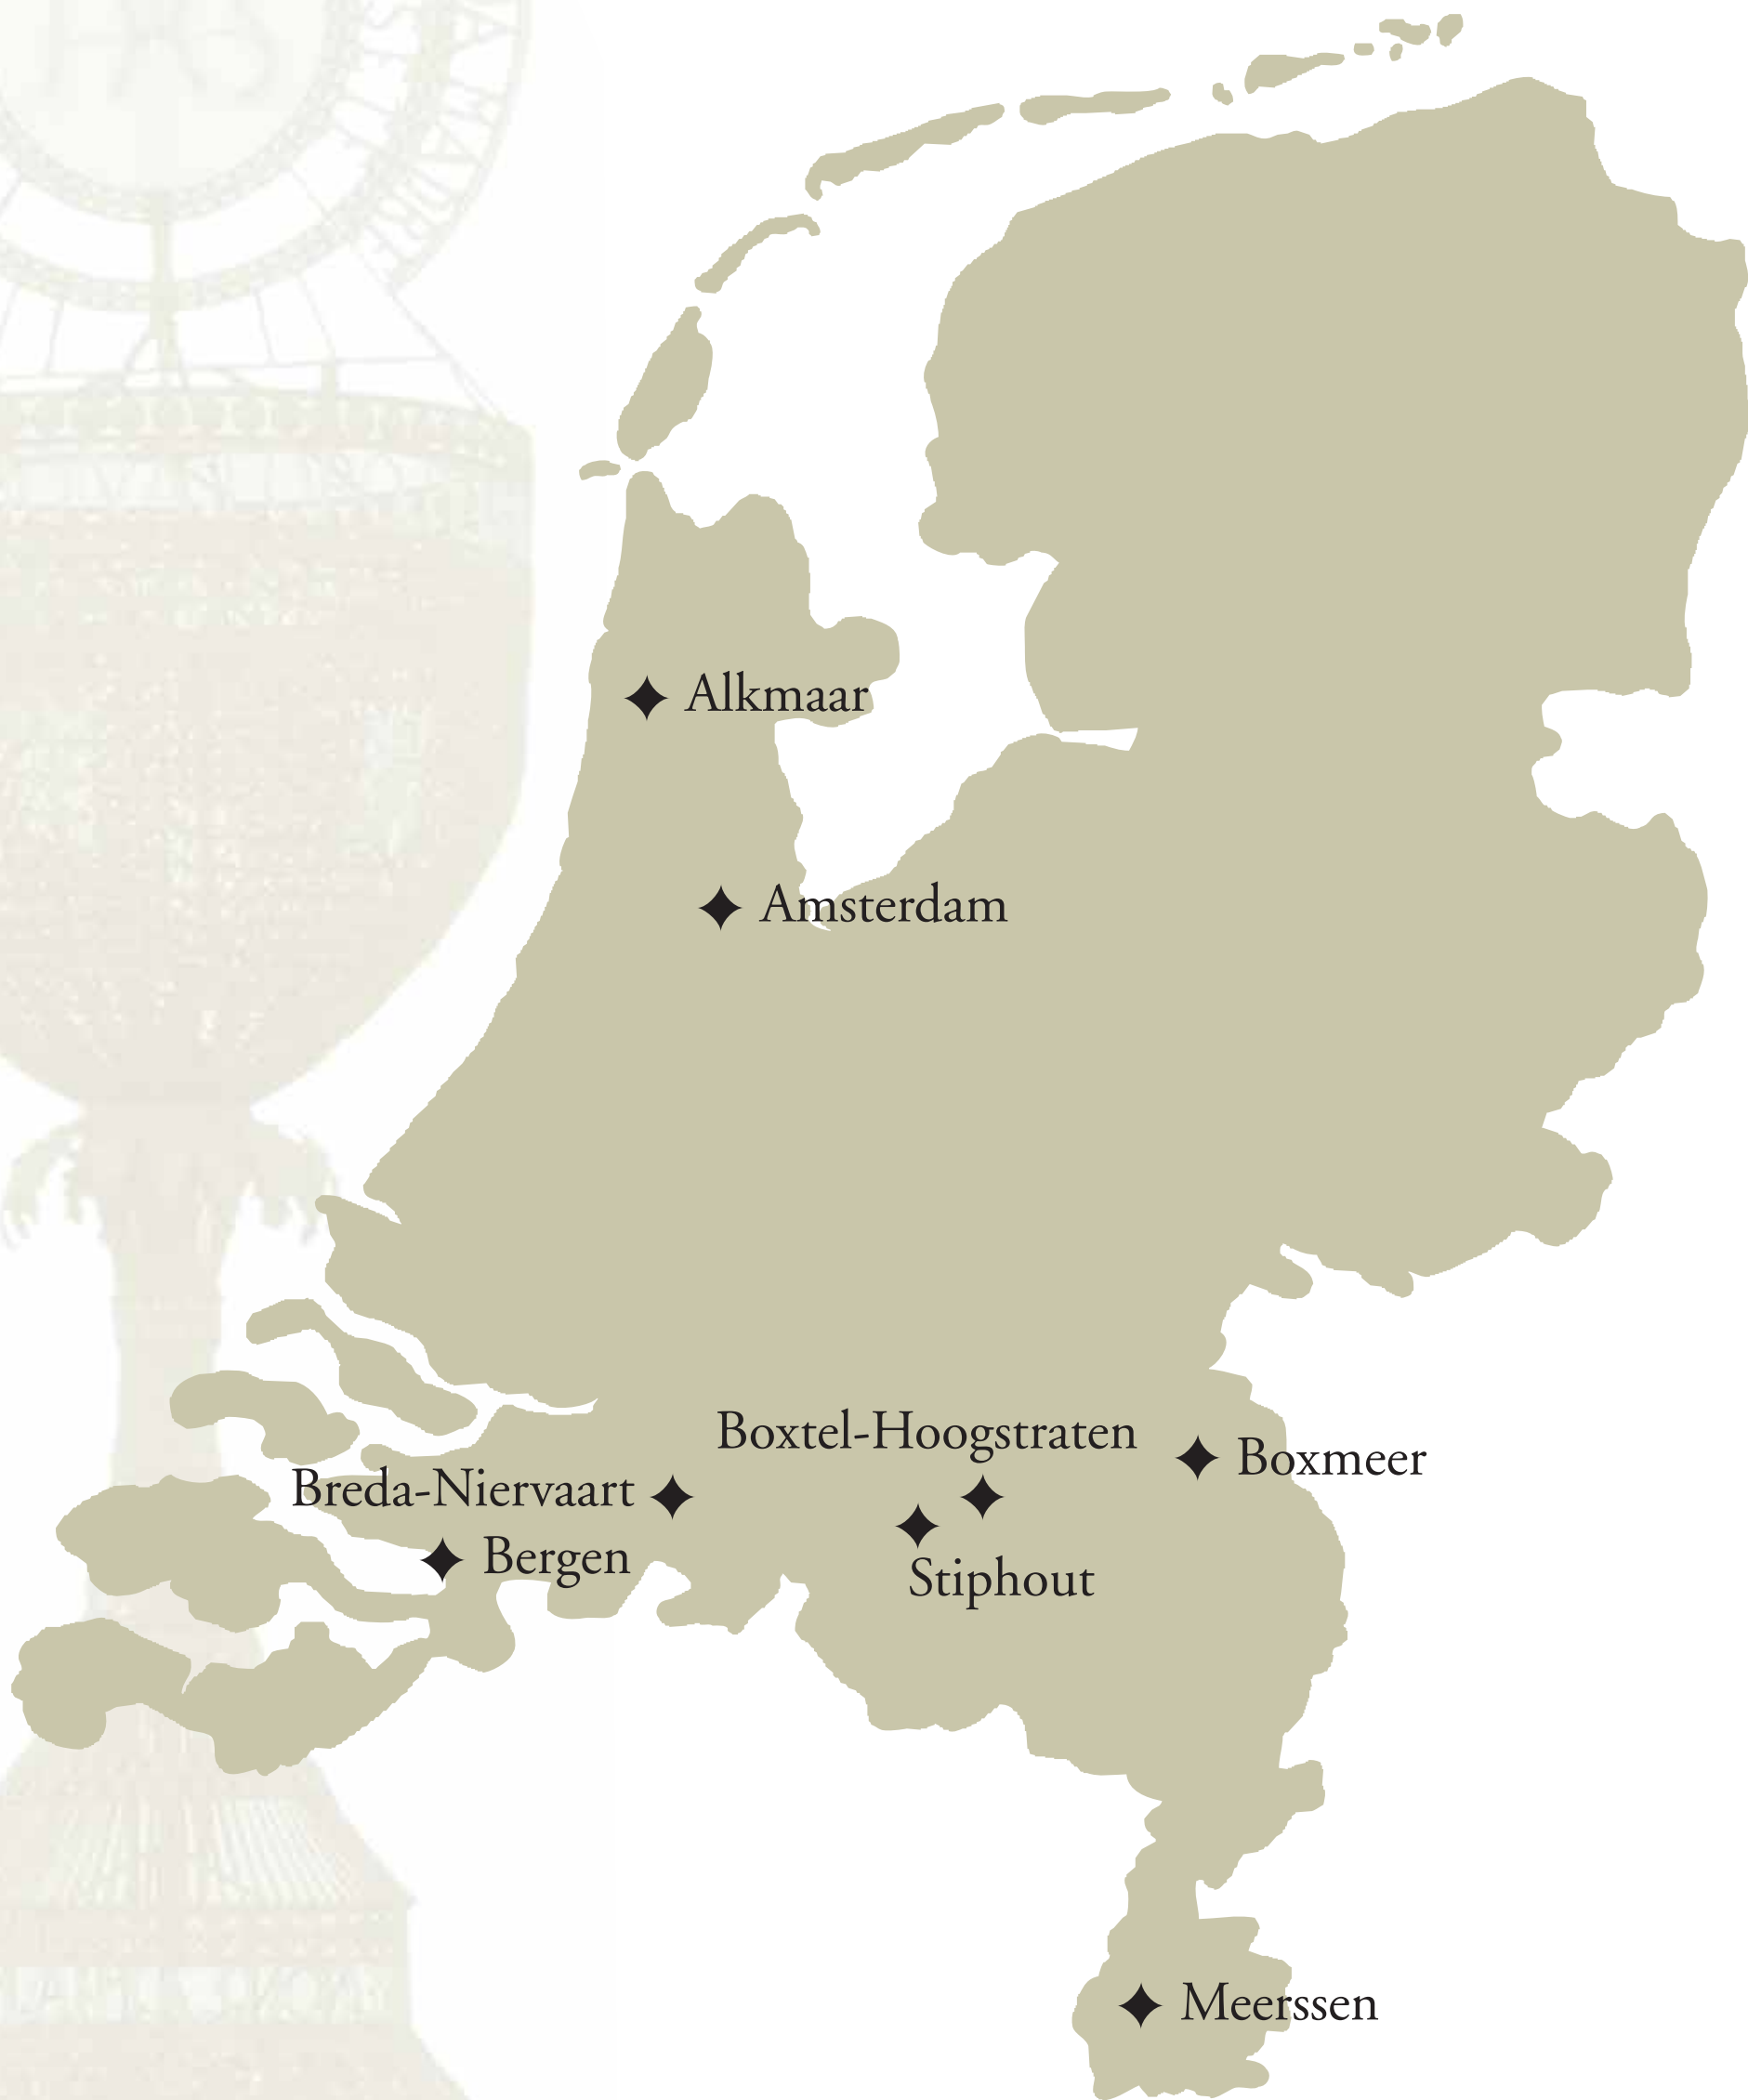 Alkmaar
Amsterdam
Boxtel-Hoogstraten
Boxmeer
Breda-Niervaart
Bergen
Stiphout
Meerssen